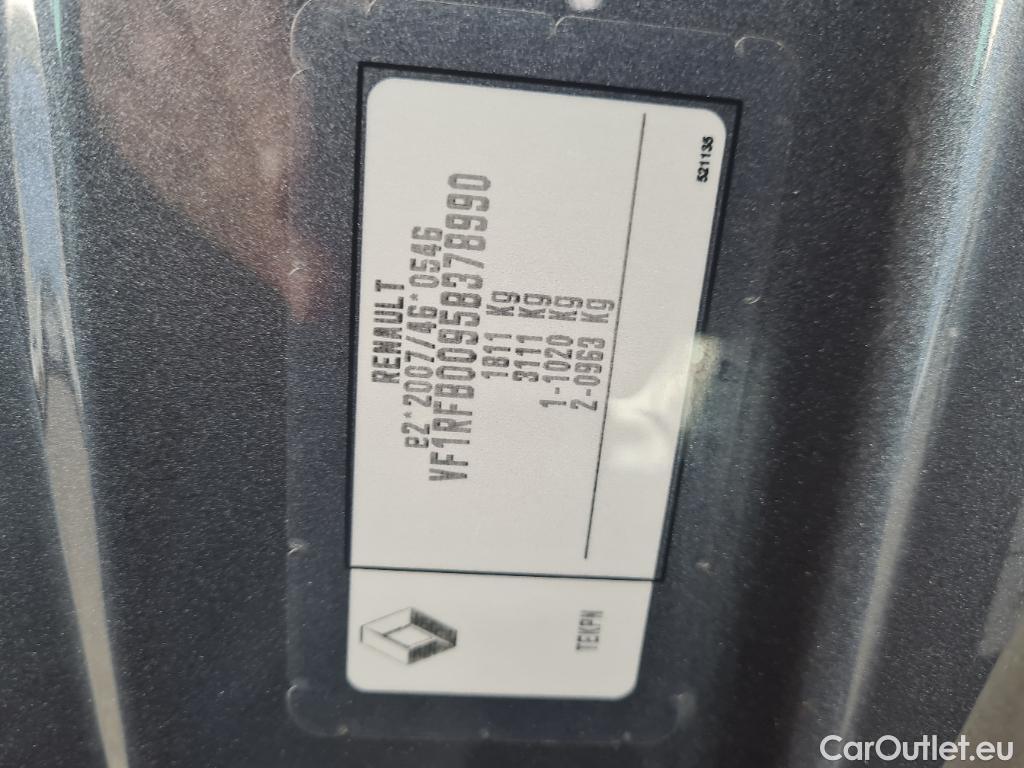 RENAULT
e2*2007/46*0546
VF1RFB0095B378990
1811 Kg
3111 Kg
1-1020 Kg
2-0963 Kg
521135
TEKPN
CarOutlet.eu